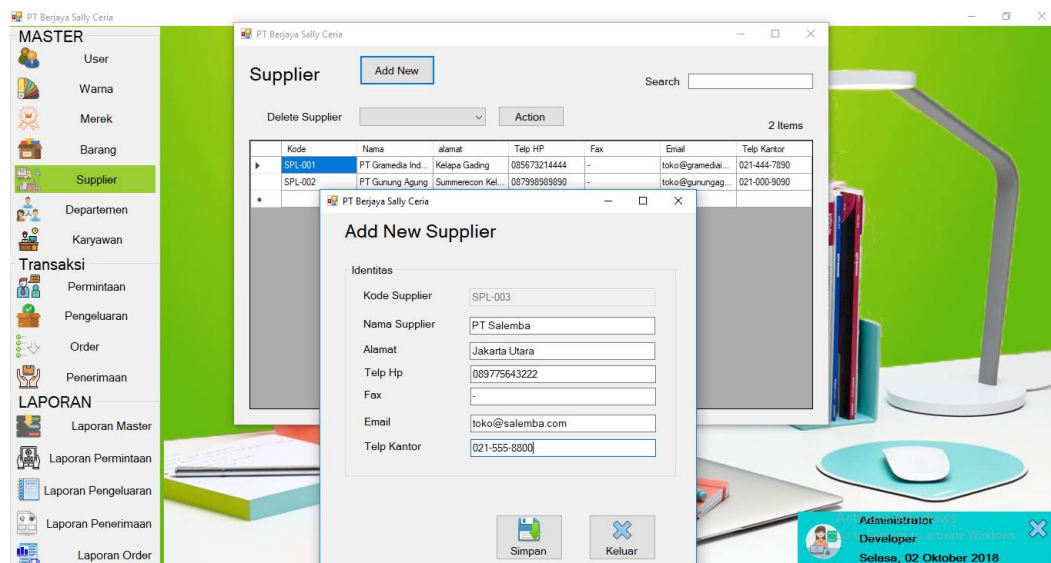 PT Berjaya Sally Ceria
MASTER
User
Warna
Merek
Barang
Supplier
Departemen
Karyawan
Transaksi
Permintaan
Pengeluaran
Order
Penerimaan
LAPORAN
Laporan Master
Laporan Permintaan
Laporan Pengeluaran
Laporan Penerimaan
Laporan Order
PT Berjaya Sally Ceria
Supplier
Add New
Search
Delete Supplier
Action
2 Items
Kode Nama alamat Telp HP Fax Email Telp Kantor
SPL-001 PT Gramedia Ind... Kelapa Gading 085673214444 - toko@gramediai... 021-444-7890
SPL-002 PT Gunung Agung Summerecon Kel... 087998989890 - toko@gunungag... 021-000-9090
PT Berjaya Sally Ceria
Add New Supplier
Identitas
Kode Supplier SPL-003
Nama Supplier PT Salemba
Alamat Jakarta Utara
Telp Hp 089775643222
Fax -
Email toko@salemba.com
Telp Kantor 021-555-8800
Simpan
Keluar
Administrator
Developer
Selasa, 02 Oktober 2018
activate Windows